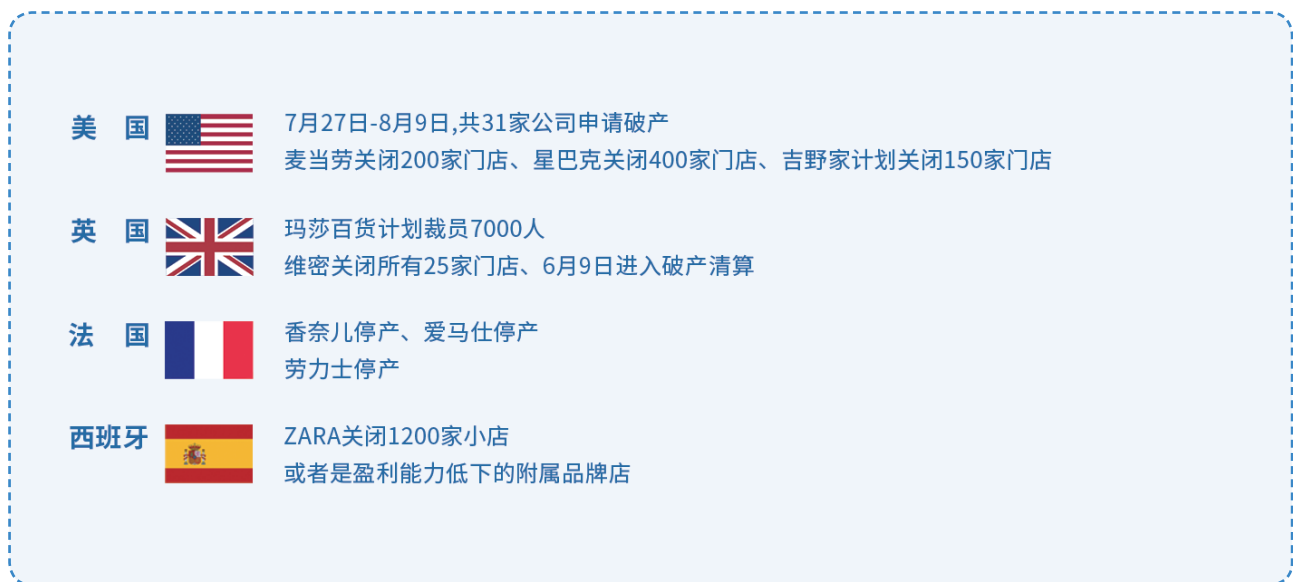 美 国 7月27日-8月9日,共31家公司申请破产
麦当劳关闭200家门店、星巴克关闭400家门店、吉野家计划关闭150家门店
英 国 玛莎百货计划裁员7000人
维密关闭所有25家门店、6月9日进入破产清算
法 国 香奈儿停产、爱马仕停产
劳力士停产
西班牙 ZARA关闭1200家小店
或者是盈利能力低下的附属品牌店